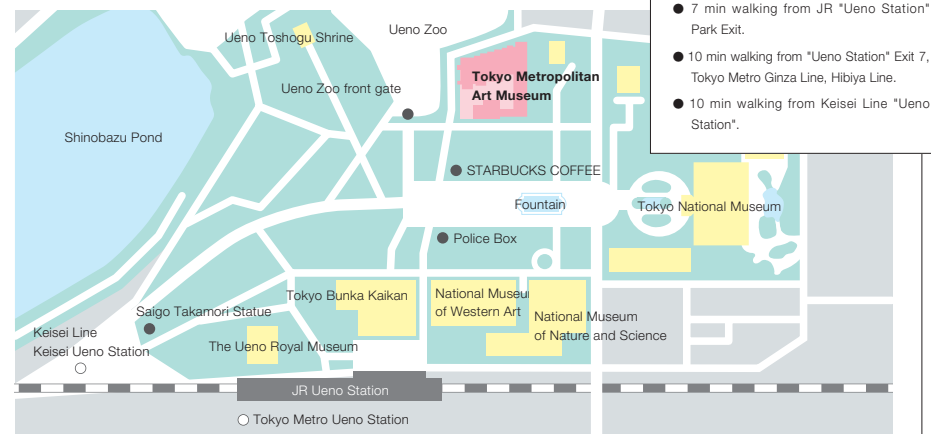 ● 7 min walking from JR "Ueno Station"
Park Exit.
● 10 min walking from "Ueno Station" Exit 7,
Tokyo Metro Ginza Line, Hibiya Line.
● 10 min walking from Keisei Line "Ueno
Station".
Ueno Zoo
Ueno Toshogu Shrine
Tokyo Metropolitan
Art Museum
Ueno Zoo front gate
Shinobazu Pond
STARBUCKS COFFEE
Fountain
Tokyo National Museum
Police Box
Tokyo Bunka Kaikan
National Museum
of Western Art
National Museum
of Nature and Science
Saigo Takamori Statue
The Ueno Royal Museum
Keisei Line
Keisei Ueno Station
JR Ueno Station
Tokyo Metro Ueno Station